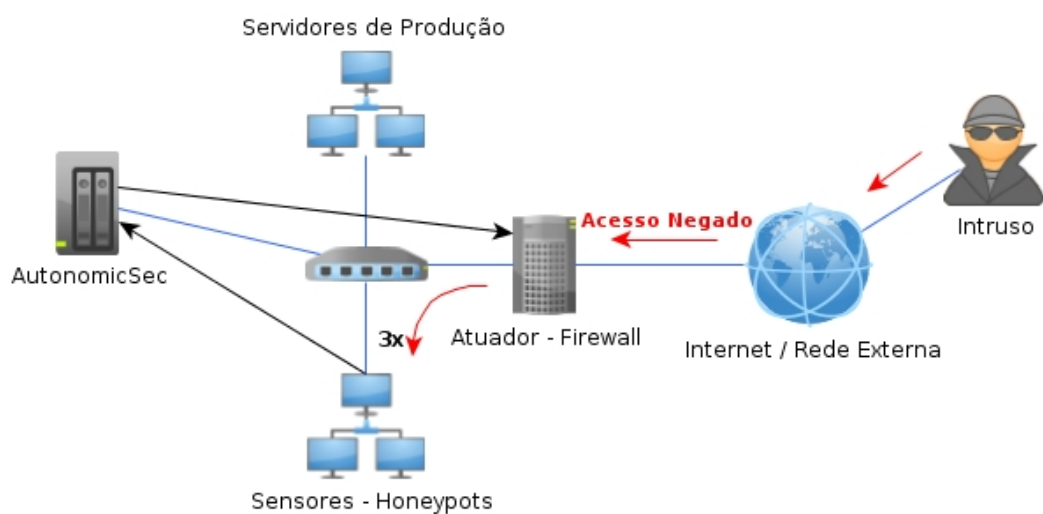 Servidores de Produção
Acesso Negado
Intruso
AutonomicSec
3x
Atuador - Firewall
Internet / Rede Externa
Sensores - Honeypots